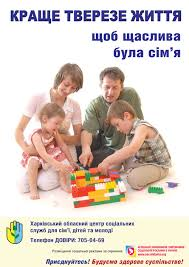 КРАЩЕ ТВЕРЕЗЕ ЖИТТЯ
щоб щаслива
була сім'я
Харківський обласний центр соціальних
служб для сім'ї, дітей та молоді
Телефон ДОВІРИ: 705-04-69
Приєднуйтесь! Будуємо здорове суспільство!